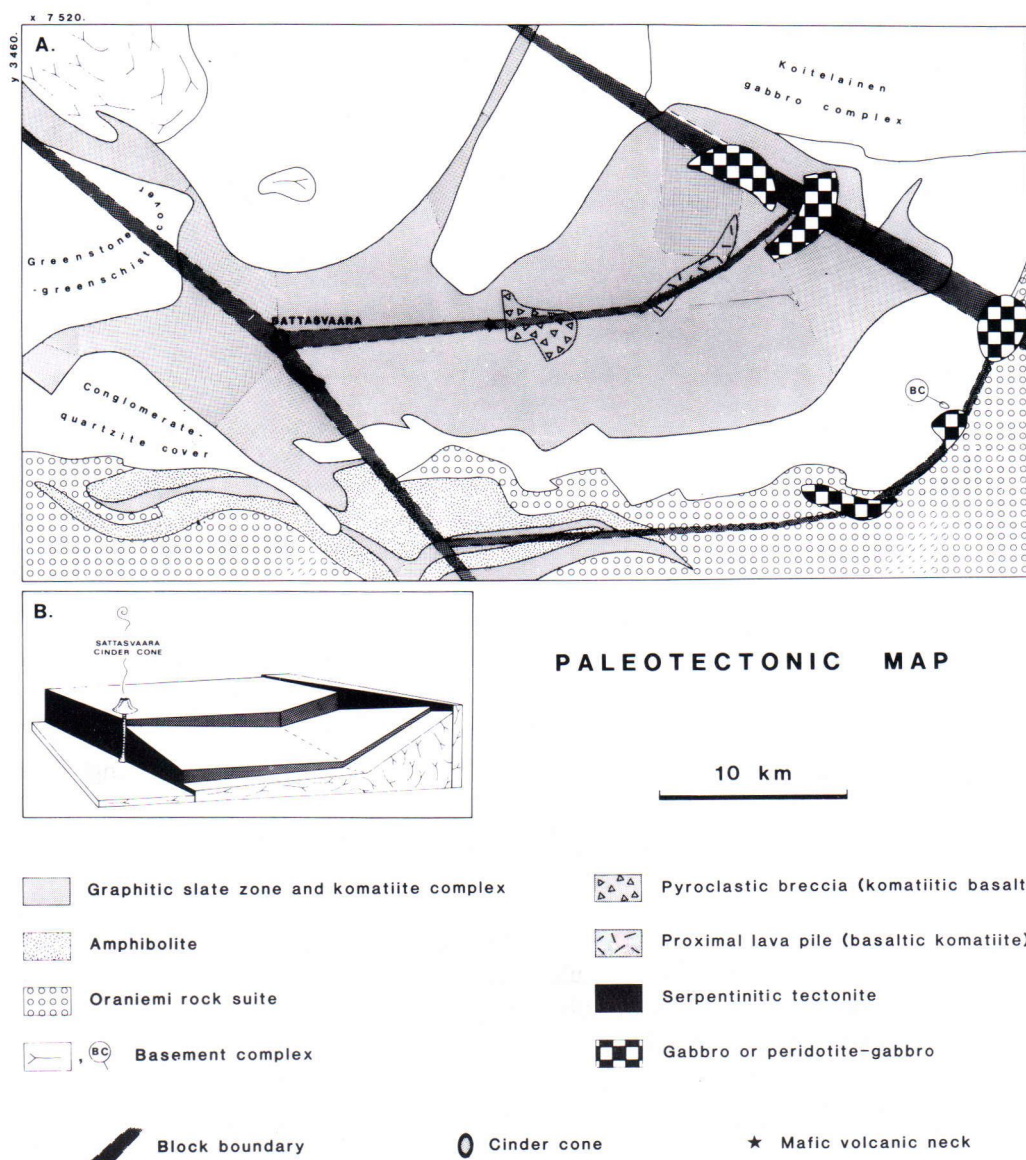 x 7520.
y 3460.
A.
Koitelainen
gabbro complex
Greenstone
-greenschist cover
SATTASVAARA
Conglomerate-
quartzite cover
BC
B.
SATTASVAARA
CINDER CONE
PALEOTECTONIC MAP
10 km
Graphitic slate zone and komatiite complex
Amphibolite
Oraniemi rock suite
, BC Basement complex
Pyroclastic breccia (komatiitic basalt
Proximal lava pile (basaltic komatiite)
Serpentinitic tectonite
Gabbro or peridotite-gabbro
Block boundary
Cinder cone
Mafic volcanic neck